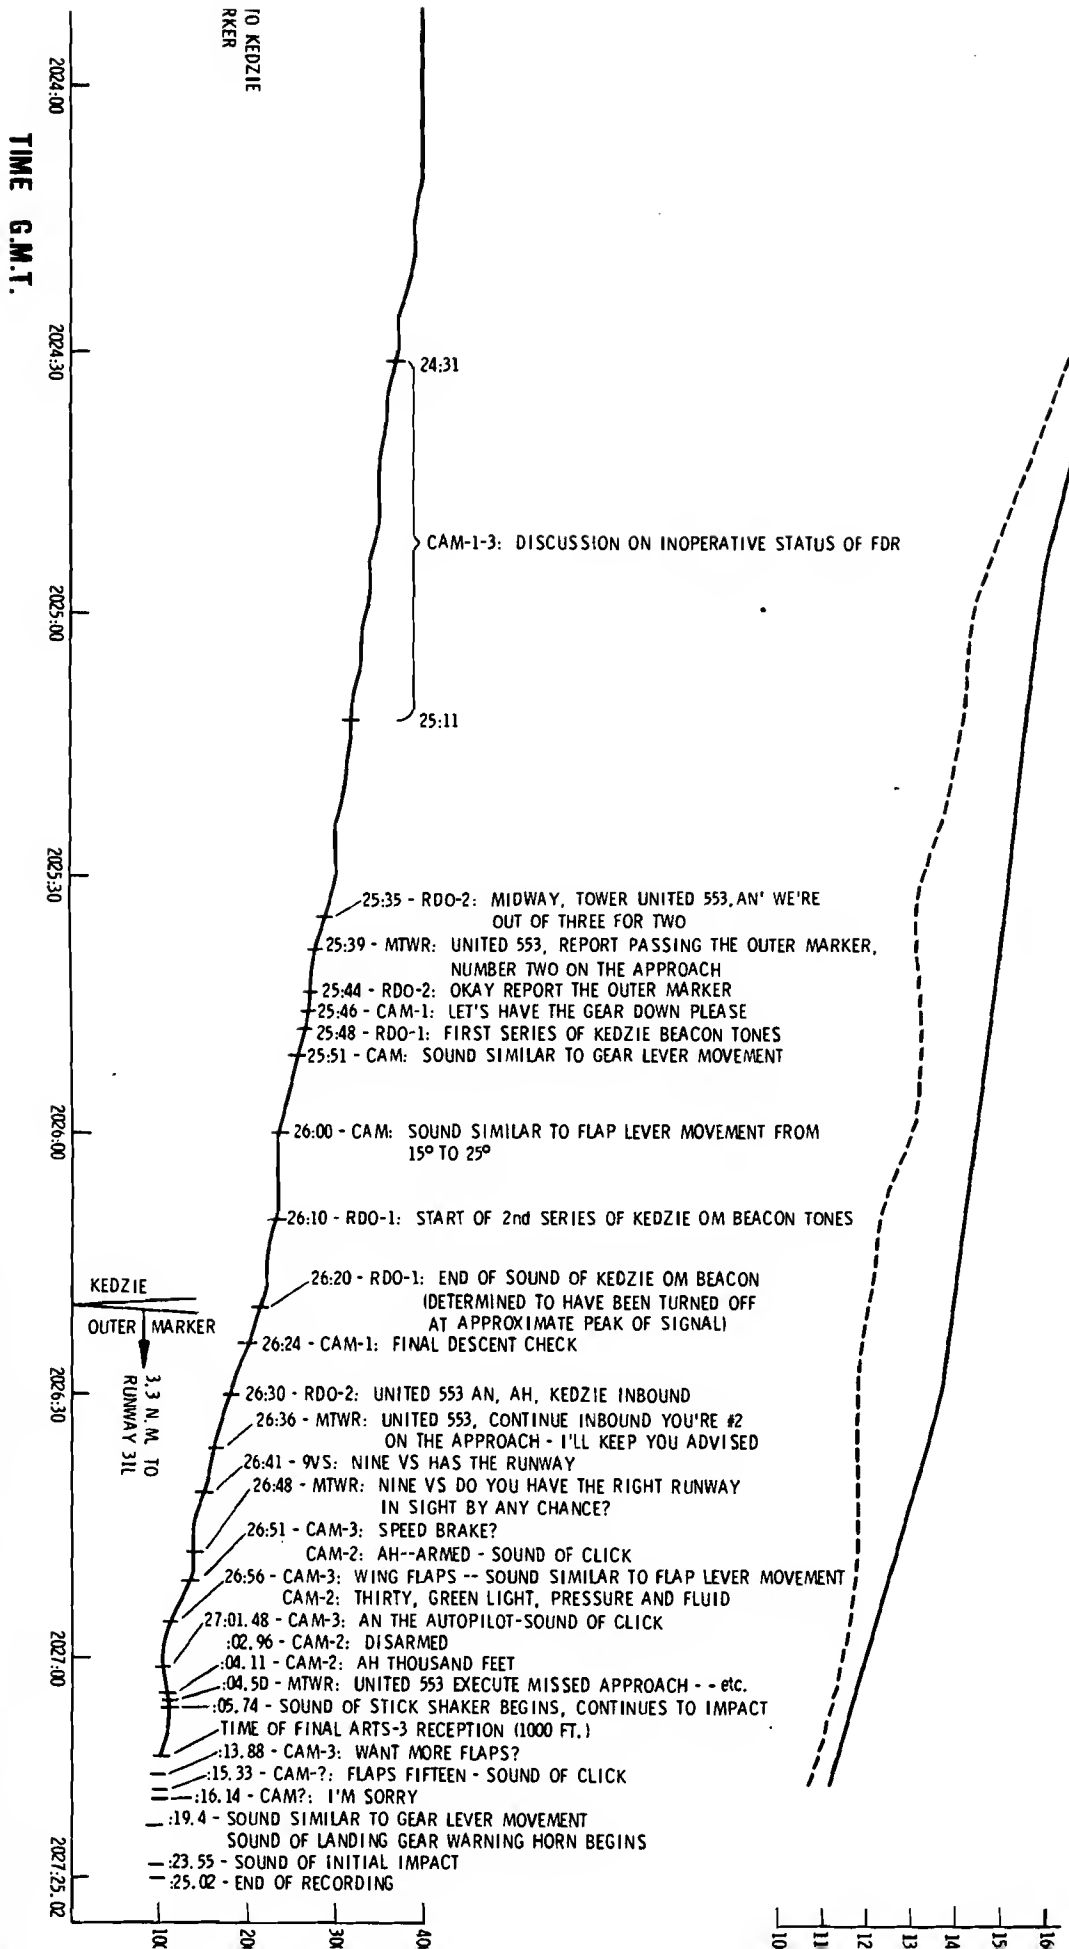 TO KEDZIE
RKER
TIME G.M.T.
2024:00
2024:30
24:31
CAM-1-3: DISCUSSION ON INOPERATIVE STATUS OF FDR
2025:00
25:11
2025:30
25:35 - RDO-2: MIDWAY, TOWER UNITED 553, AN' WE'RE
OUT OF THREE FOR TWO
25:39 - MTWR: UNITED 553, REPORT PASSING THE OUTER MARKER,
NUMBER TWO ON THE APPROACH
25:44 - RDO-2: OKAY REPORT THE OUTER MARKER
25:46 - CAM-1: LET'S HAVE THE GEAR DOWN PLEASE
25:48 - RDO-1: FIRST SERIES OF KEDZIE BEACON TONES
25:51 - CAM: SOUND SIMILAR TO GEAR LEVER MOVEMENT
2026:00
26:00 - CAM: SOUND SIMILAR TO FLAP LEVER MOVEMENT FROM
15° TO 25°
26:10 - RDO-1: START OF 2nd SERIES OF KEDZIE OM BEACON TONES
26:20 - RDO-1: END OF SOUND OF KEDZIE OM BEACON
(DETERMINED TO HAVE BEEN TURNED OFF
AT APPROXIMATE PEAK OF SIGNAL)
KEDZIE
OUTER MARKER
3.3 N.M. TO
RUNWAY 31L
26:24 - CAM-1: FINAL DESCENT CHECK
2026:30
26:30 - RDO-2: UNITED 553 AN, AH, KEDZIE INBOUND
26:36 - MTWR: UNITED 553, CONTINUE INBOUND YOU'RE #2
ON THE APPROACH - I'LL KEEP YOU ADVISED
26:41 - 9VS: NINE VS HAS THE RUNWAY
26:48 - MTWR: NINE VS DO YOU HAVE THE RIGHT RUNWAY
IN SIGHT BY ANY CHANCE?
26:51 - CAM-3: SPEED BRAKE?
CAM-2: AH--ARMED - SOUND OF CLICK
26:56 - CAM-3: WING FLAPS -- SOUND SIMILAR TO FLAP LEVER MOVEMENT
CAM-2: THIRTY, GREEN LIGHT, PRESSURE AND FLUID
2027:00
27:01.48 - CAM-3: AN THE AUTOPILOT-SOUND OF CLICK
:02.96 - CAM-2: DISARMED
:04.11 - CAM-2: AH THOUSAND FEET
:04.50 - MTWR: UNITED 553 EXECUTE MISSED APPROACH - - etc.
:05.74 - SOUND OF STICK SHAKER BEGINS, CONTINUES TO IMPACT
TIME OF FINAL ARTS-3 RECEPTION (1000 FT.)
:13.88 - CAM-3: WANT MORE FLAPS?
:15.33 - CAM-?: FLAPS FIFTEEN - SOUND OF CLICK
:16.14 - CAM?: I'M SORRY
:19.4 - SOUND SIMILAR TO GEAR LEVER MOVEMENT
SOUND OF LANDING GEAR WARNING HORN BEGINS
:23.55 - SOUND OF INITIAL IMPACT
:25.02 - END OF RECORDING
2027:25.02
10 11 12 13 14 15 16